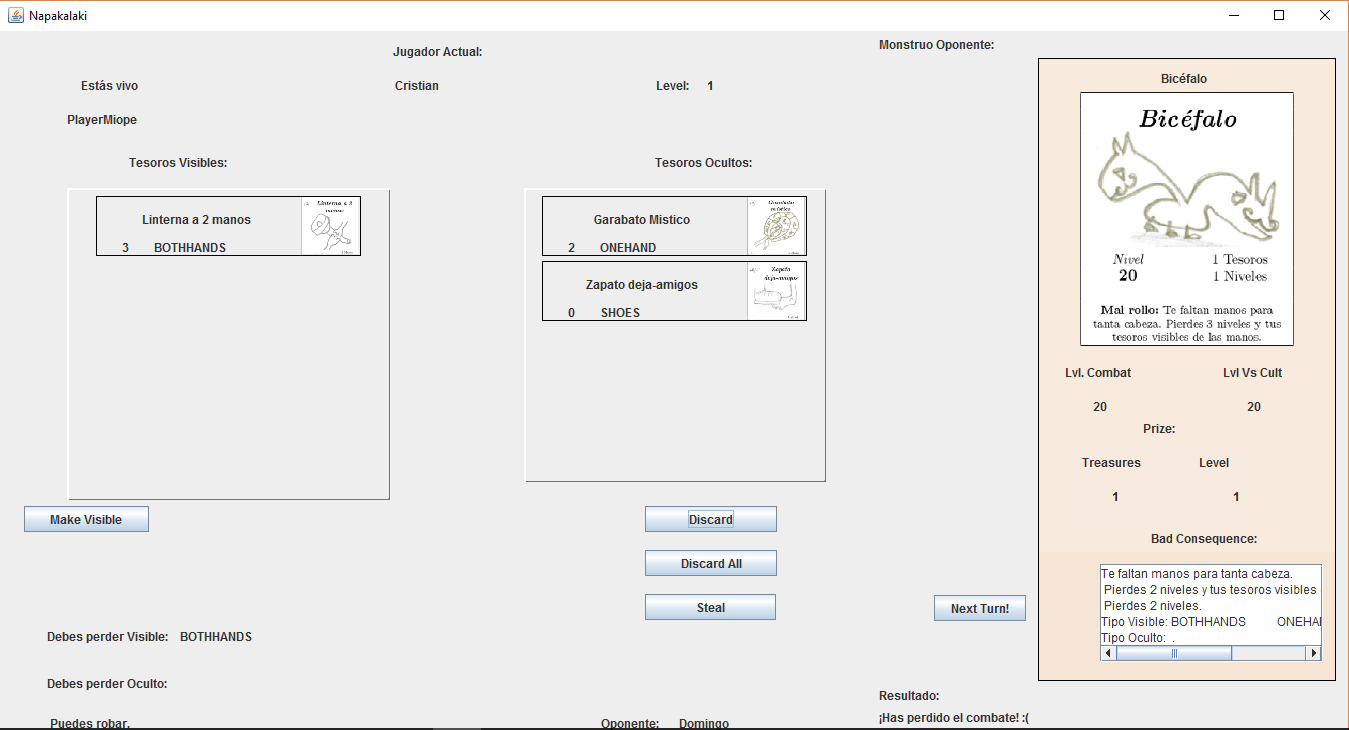 Napakalaki
Jugador Actual:
Monstruo Oponente:
Estás vivo
Cristian
Level: 1
PlayerMiope
Tesoros Visibles:
Tesoros Ocultos:
Linterna a 2 manos
3 BOTHHANDS
Linterna a 2
manos
Garabato Mistico
2 ONEHAND
Garabato
místico
Zapato deja-amigos
0 SHOES
Zapato
deja-amigos
Make Visible
Discard
Discard All
Steal
Next Turn!
Debes perder Visible: BOTHHANDS
Debes perder Oculto:
Puedes robar.
Oponente: Domingo
Resultado:
¡Has perdido el combate! :(
Bicéfalo
Bicéfalo
Nivel
20
1 Tesoros
1 Niveles
Mal rollo: Te faltan manos para
tanta cabeza. Pierdes 3 niveles y tus
tesoros visibles de las manos.
Lvl. Combat
Lvl Vs Cult
20
20
Prize:
Treasures
Level
1
1
Bad Consequence:
Te faltan manos para tanta cabeza.
Pierdes 2 niveles y tus tesoros visibles
Pierdes 2 niveles.
Tipo Visible: BOTHHANDS ONEHA
Tipo Oculto: .